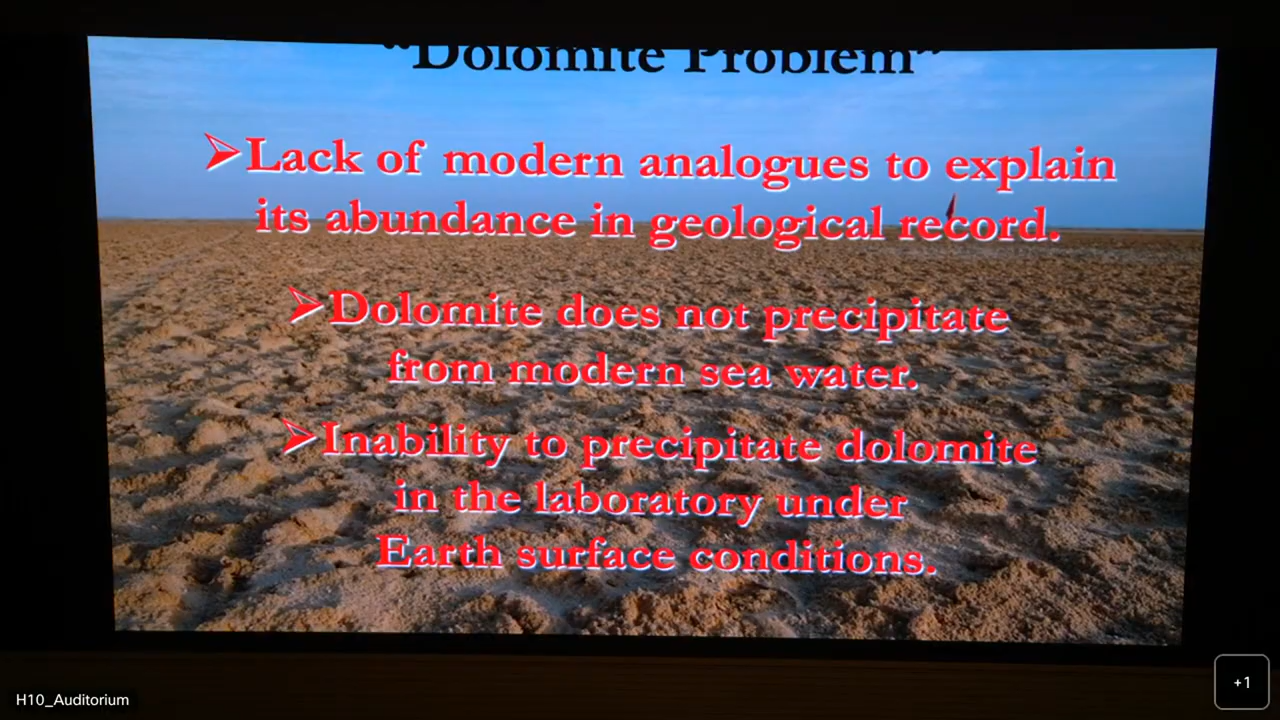 “Dolomite Problem”
➢Lack of modern analogues to explain
its abundance in geological record.
➢Dolomite does not precipitate
from modern sea water.
➢Inability to precipitate dolomite
in the laboratory under
Earth surface conditions.
H10_Auditorium
+1